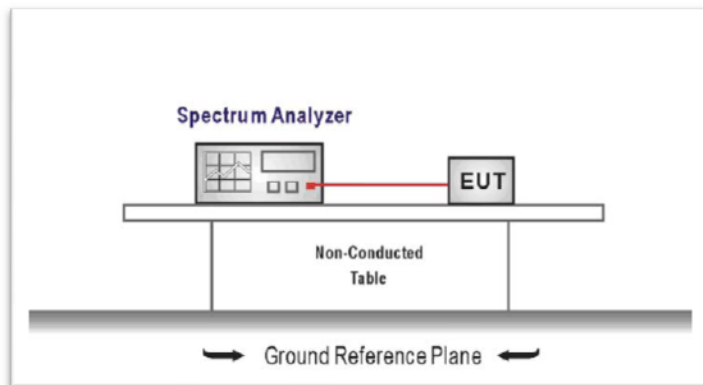 Spectrum Analyzer
EUT
Non-Conducted
Table
Ground Reference Plane